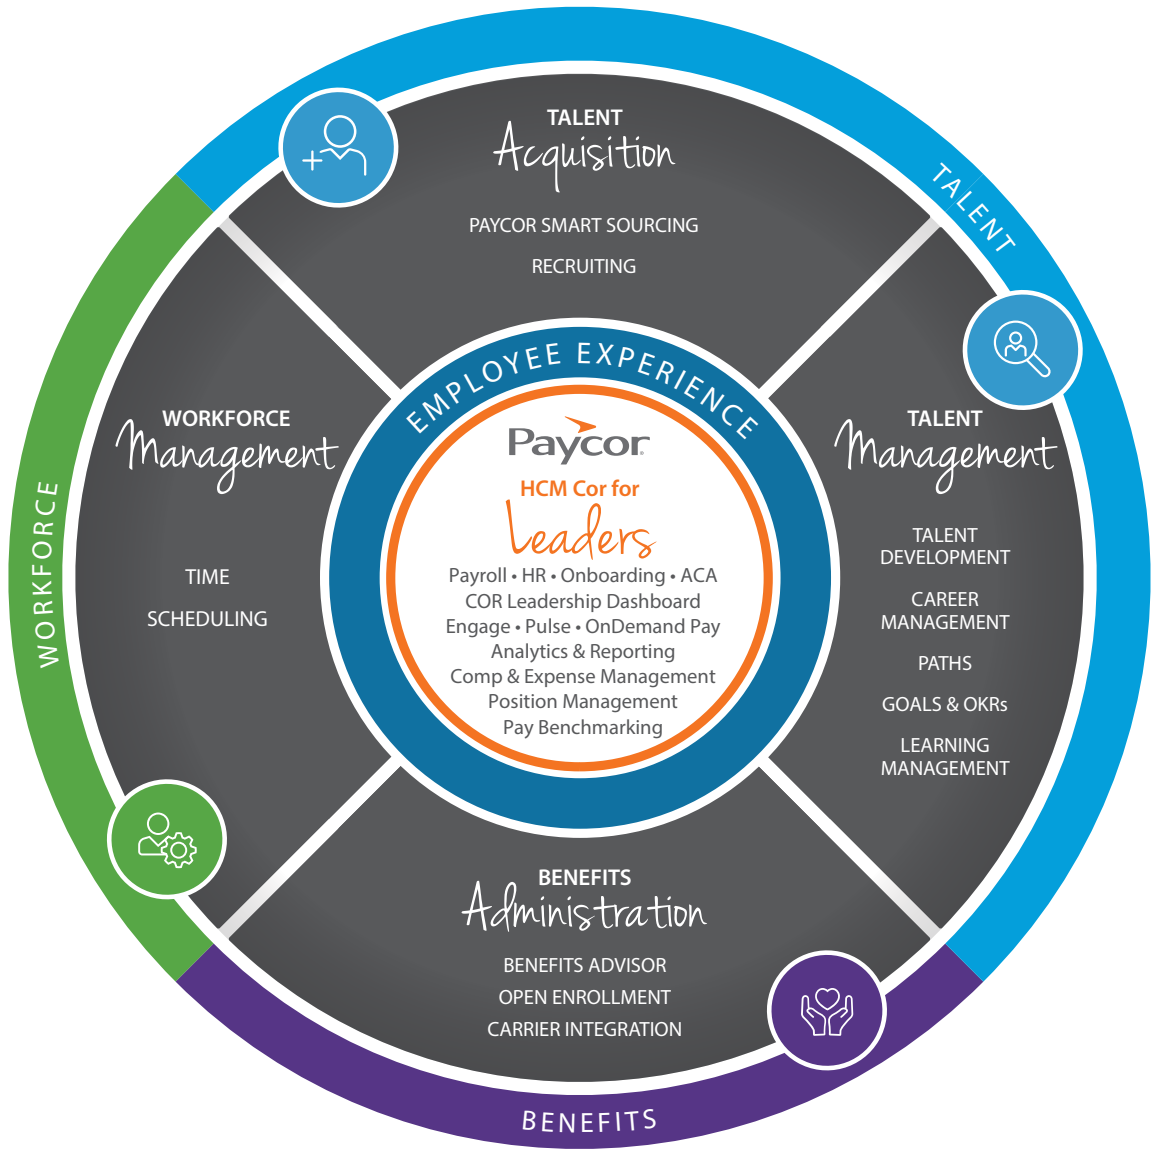 TALENT
Acquisition
PAYCOR SMART SOURCING
RECRUITING
TALENT
WORKFORCE
Management
TIME
SCHEDULING
WORKFORCE
EMPLOYEE EXPERIENCE
Paycor
HCM Cor for
Leaders
Payroll • HR • Onboarding • ACA
COR Leadership Dashboard
Engage • Pulse • OnDemand Pay
Analytics & Reporting
Comp & Expense Management
Position Management
Pay Benchmarking
TALENT
Management
TALENT
DEVELOPMENT
CAREER
MANAGEMENT
PATHS
GOALS & OKRs
LEARNING
MANAGEMENT
BENEFITS
Administration
BENEFITS ADVISOR
OPEN ENROLLMENT
CARRIER INTEGRATION
BENEFITS